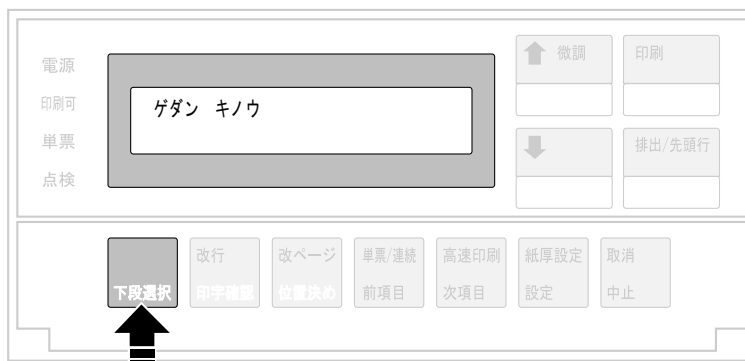 電源
印刷可
単票
点検
ゲダン キノウ
微調
印刷
排出/先頭行
下段選択
改行
印字確認
改ページ
位置決め
単票/連続
前項目
高速印刷
次項目
紙厚設定
設定
取消
中止